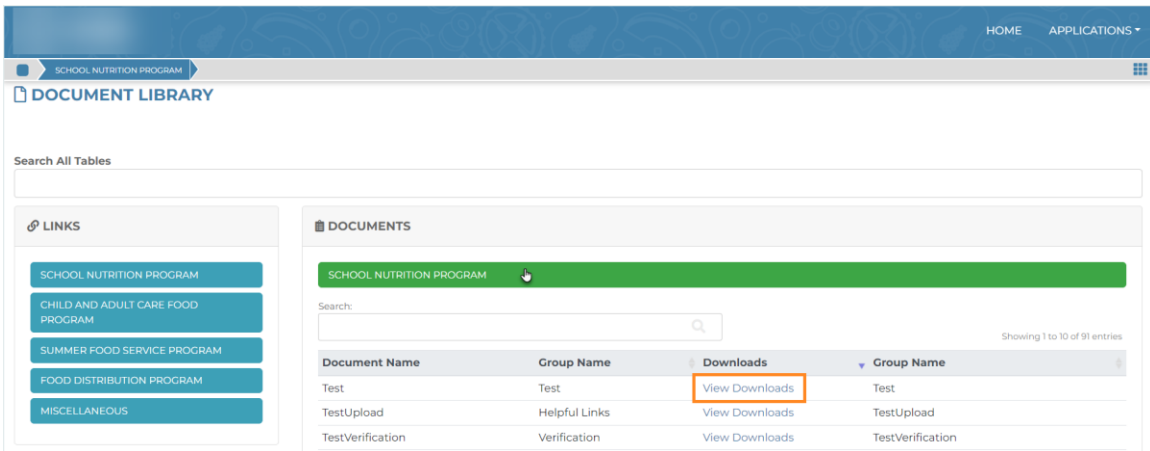 HOME APPLICATIONS
SCHOOL NUTRITION PROGRAM
DOCUMENT LIBRARY
Search All Tables
LINKS
SCHOOL NUTRITION PROGRAM
CHILD AND ADULT CARE FOOD
PROGRAM
SUMMER FOOD SERVICE PROGRAM
FOOD DISTRIBUTION PROGRAM
MISCELLANEOUS
DOCUMENTS
SCHOOL NUTRITION PROGRAM
Search:
Showing 1 to 10 of 91 entries
Document Name Group Name Downloads Group Name
Test Test View Downloads Test
TestUpload Helpful Links View Downloads TestUpload
TestVerification Verification View Downloads TestVerification